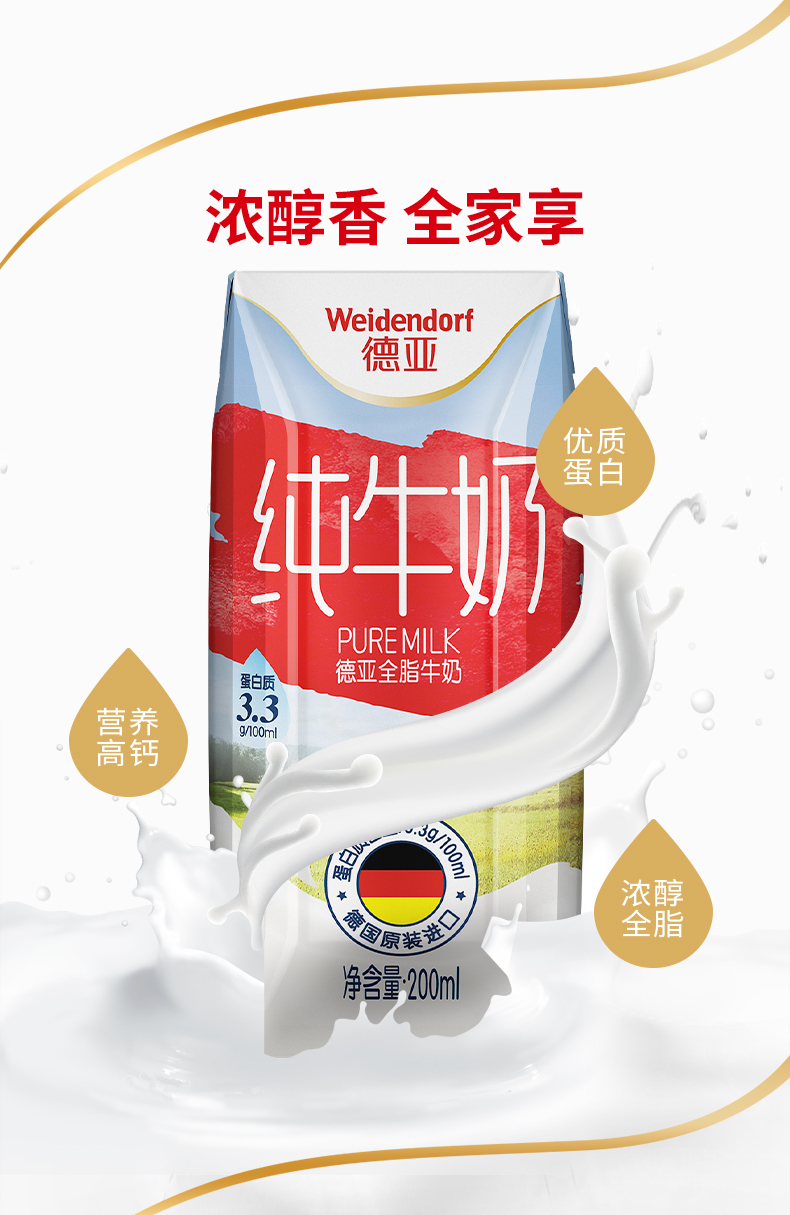 浓醇香 全家享
Weidendorf
德亚
优质
蛋白
纯牛奶
PURE MILK
德亚全脂牛奶
蛋白质
3.3
g/100ml
营养
高钙
3g/100ml
浓醇
全脂
德国原装进口
净含量:200ml